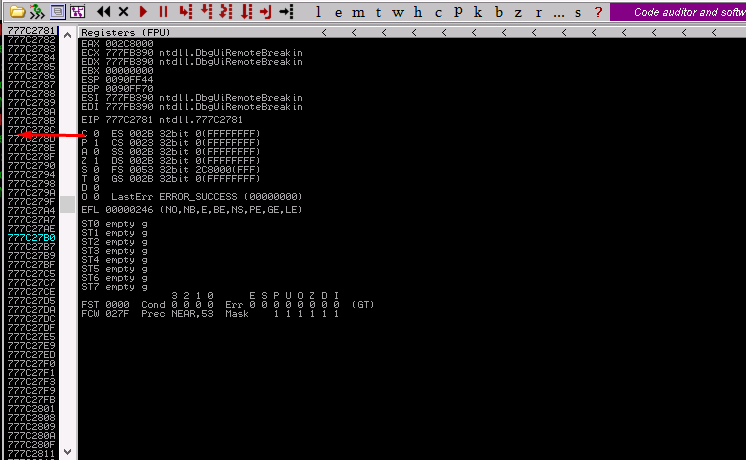 l e m t w h c p k b z r ... s ? Code auditor and softw
777C2781
777C2782
777C2783
777C2784
777C2785
777C2786
777C2787
777C2788
777C2789
777C278A
777C278B
777C278C
777C278D
777C278E
777C278F
777C2790
777C2794
777C2798
777C279A
777C279F
777C27A4
777C27A7
777C27AE
777C27B0
777C27B7
777C27B9
777C27BF
777C27C5
777C27C7
777C27CE
777C27D5
777C27DA
777C27DC
777C27DF
777C27E5
777C27E9
777C27ED
777C27F0
777C27F1
777C27F3
777C27F9
777C27FB
777C2801
777C2808
777C2809
777C280A
777C280F
777C2811
Registers (FPU) < < < < < < < < < < <
EAX 002C8000
ECX 777FB390 ntdll.DbgUiRemoteBreakin
EDX 777FB390 ntdll.DbgUiRemoteBreakin
EBX 00000000
ESP 0090FF44
EBP 0090FF70
ESI 777FB390 ntdll.DbgUiRemoteBreakin
EDI 777FB390 ntdll.DbgUiRemoteBreakin
EIP 777C2781 ntdll.777C2781
C 0 ES 002B 32bit 0(FFFFFFFF)
P 1 CS 0023 32bit 0(FFFFFFFF)
A 0 SS 002B 32bit 0(FFFFFFFF)
Z 1 DS 002B 32bit 0(FFFFFFFF)
S 0 FS 0053 32bit 2C8000(FFF)
T 0 GS 002B 32bit 0(FFFFFFFF)
D 0
O 0 LastErr ERROR_SUCCESS (00000000)
EFL 00000246 (NO,NB,E,BE,NS,PE,GE,LE)
ST0 empty g
ST1 empty g
ST2 empty g
ST3 empty g
ST4 empty g
ST5 empty g
ST6 empty g
ST7 empty g
3 2 1 0 E S P U O Z D I
FST 0000 Cond 0 0 0 0 Err 0 0 0 0 0 0 0 0 (GT)
FCW 027F Prec NEAR,53 Mask 1 1 1 1 1 1